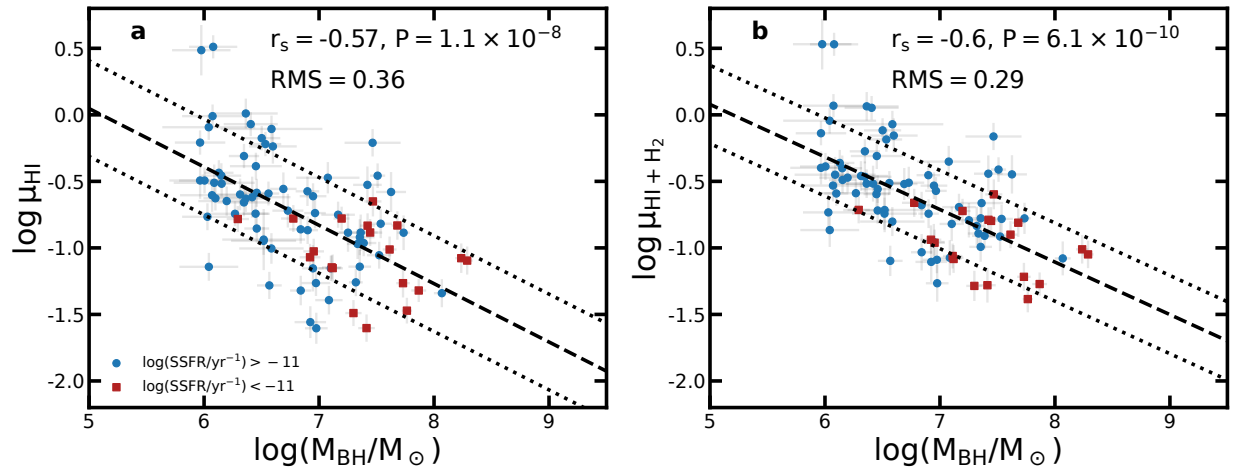 a
r_s = -0.57, P = 1.1 × 10^-8
RMS = 0.36
log μ_HI
0.5
0.0
-0.5
-1.0
-1.5
-2.0
log(SSFR/yr^-1) > -11
log(SSFR/yr^-1) < -11
5 6 7 8 9
log(M_BH/M_⊙)
b
r_s = -0.6, P = 6.1 × 10^-10
RMS = 0.29
log μ_HI + H_2
0.5
0.0
-0.5
-1.0
-1.5
-2.0
5 6 7 8 9
log(M_BH/M_⊙)